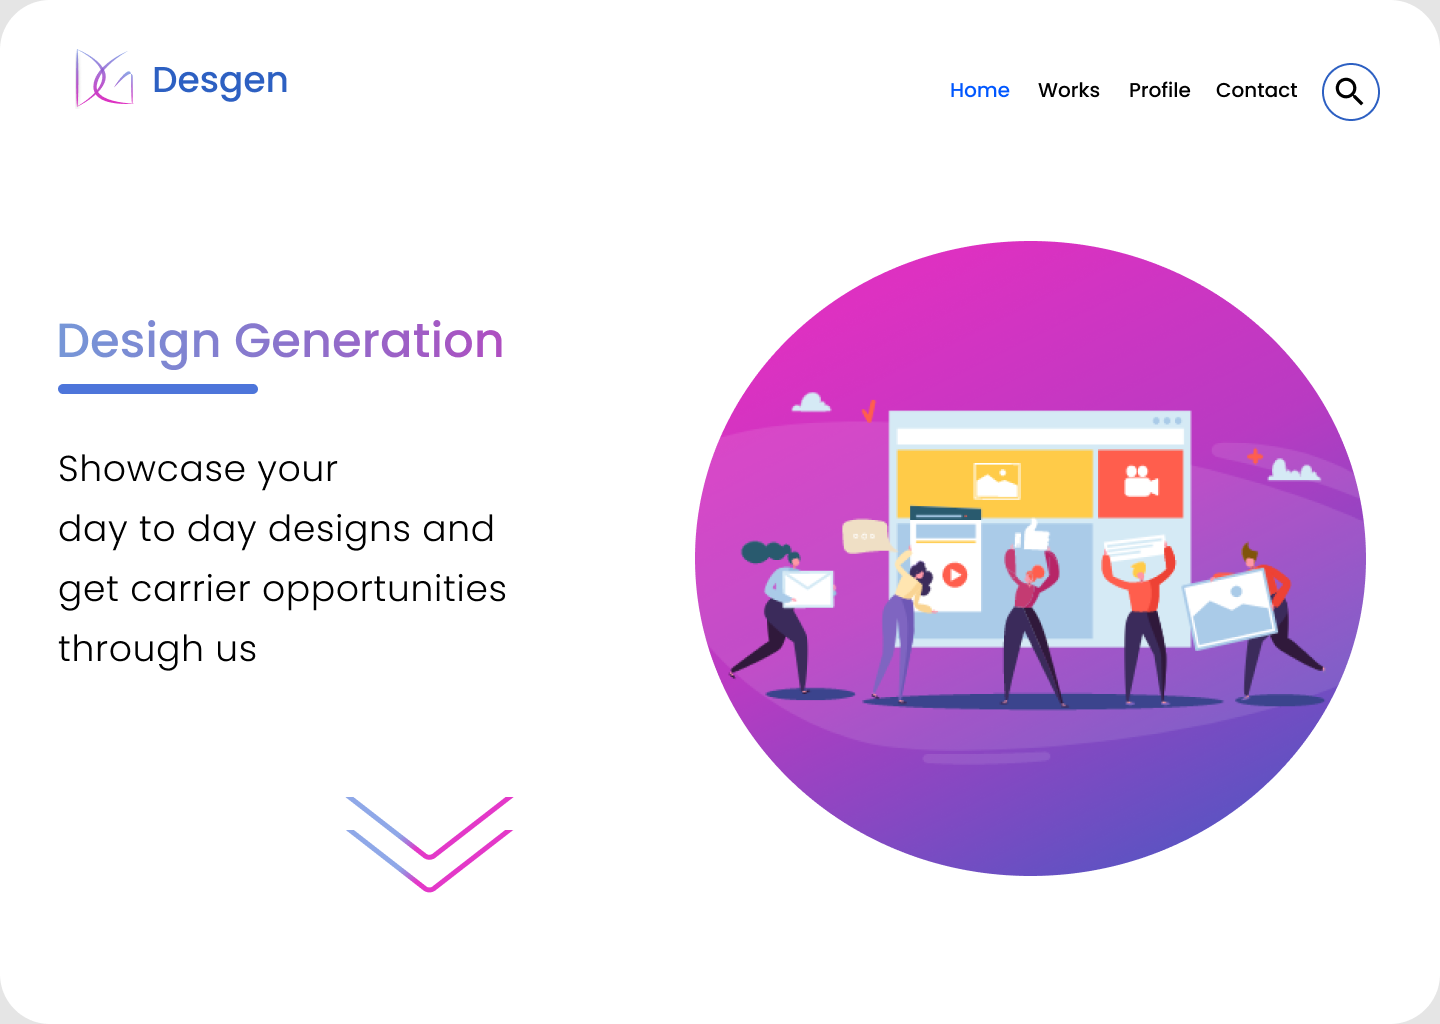 Desgen
Home Works Profile Contact
Design Generation
Showcase your
day to day designs and
get carrier opportunities
through us